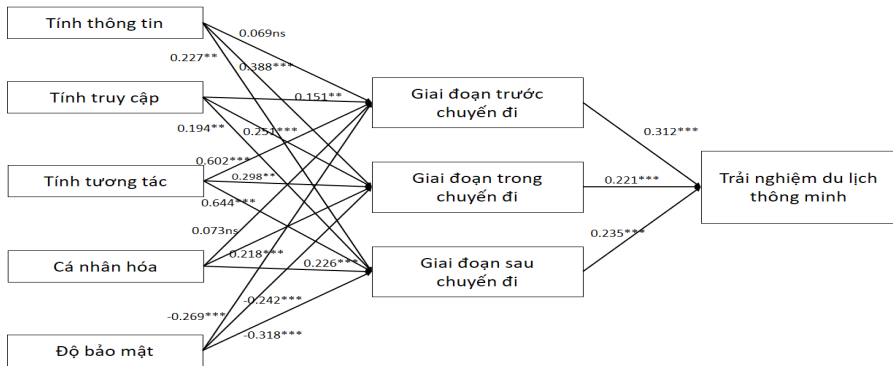 Tính thông tin
0.069ns
0.227**
0.388***
Tính truy cập
0.151**
Giai đoạn trước
chuyến đi
0.194**
0.251***
0.312***
0.602***
Tính tương tác
0.298**
Giai đoạn trong
chuyến đi
0.221***
Trải nghiệm du lịch
thông minh
0.644***
0.073ns
0.235***
Cá nhân hóa
0.218***
0.226***
Giai đoạn sau
chuyến đi
-0.242***
-0.269***
-0.318***
Độ bảo mật